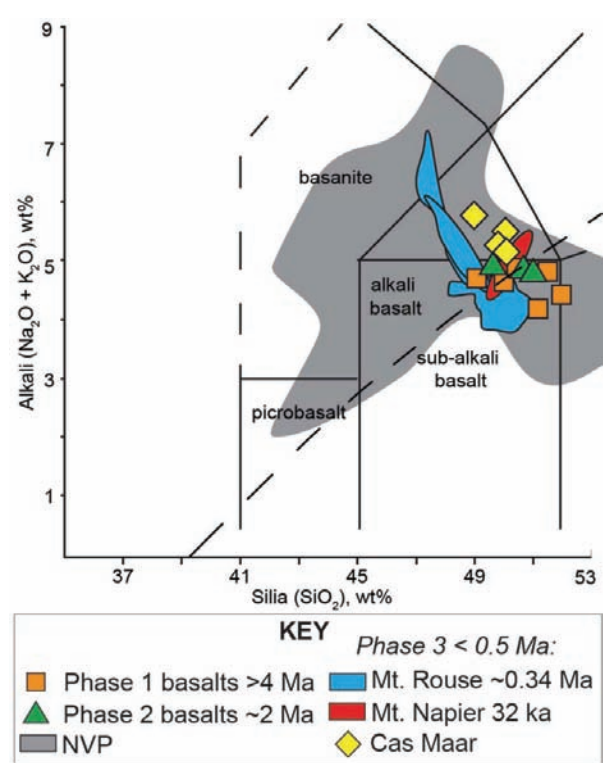 9
7
5
3
1
Alkali (Na₂O + K₂O), wt%
basanite
alkali
basalt
sub-alkali
basalt
picrobasalt
37 41 45 49 53
Silia (SiO₂), wt%
KEY
Phase 3 < 0.5 Ma:
Phase 1 basalts >4 Ma
Mt. Rouse ~0.34 Ma
Phase 2 basalts ~2 Ma
Mt. Napier 32 ka
NVP
Cas Maar